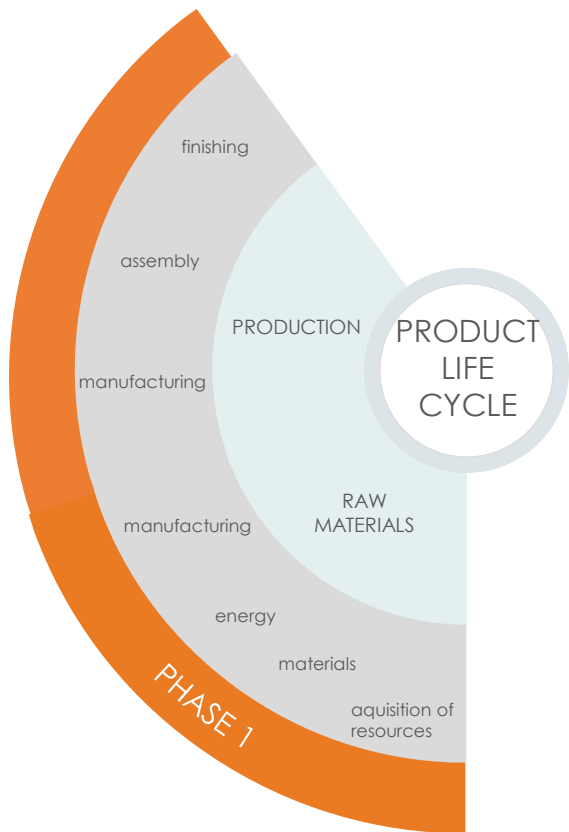 finishing
assembly
PRODUCTION
PRODUCT
LIFE
CYCLE
manufacturing
RAW
MATERIALS
manufacturing
energy
materials
PHASE 1
aquisition of
resources